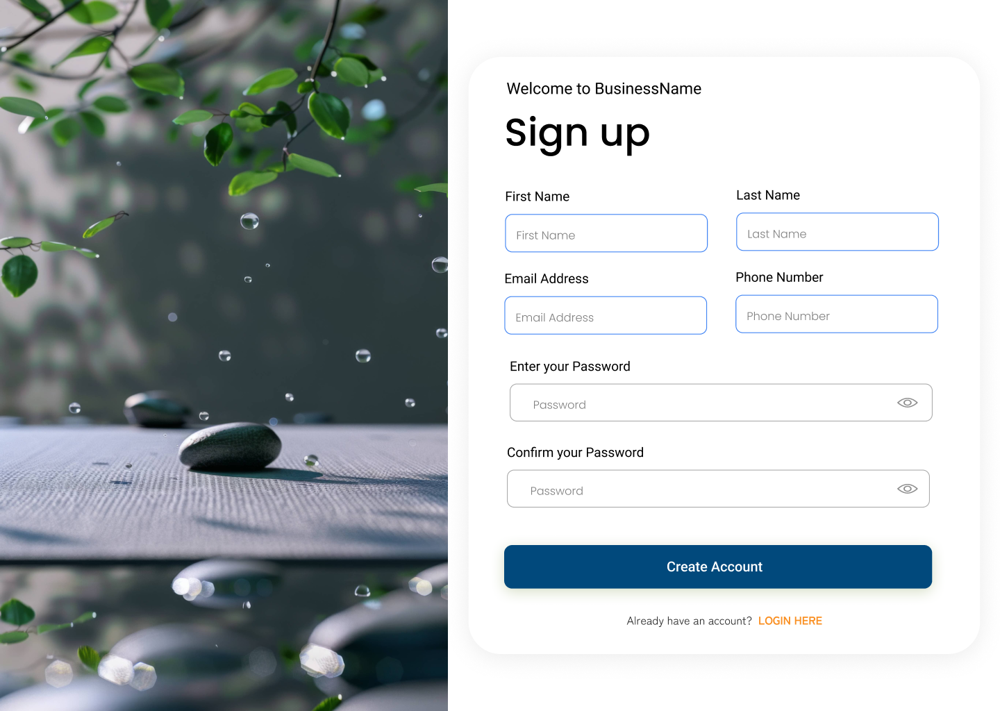 Welcome to BusinessName
Sign up
First Name
Last Name
First Name
Last Name
Email Address
Phone Number
Email Address
Phone Number
Enter your Password
Password
Confirm your Password
Password
Create Account
Already have an account? LOGIN HERE